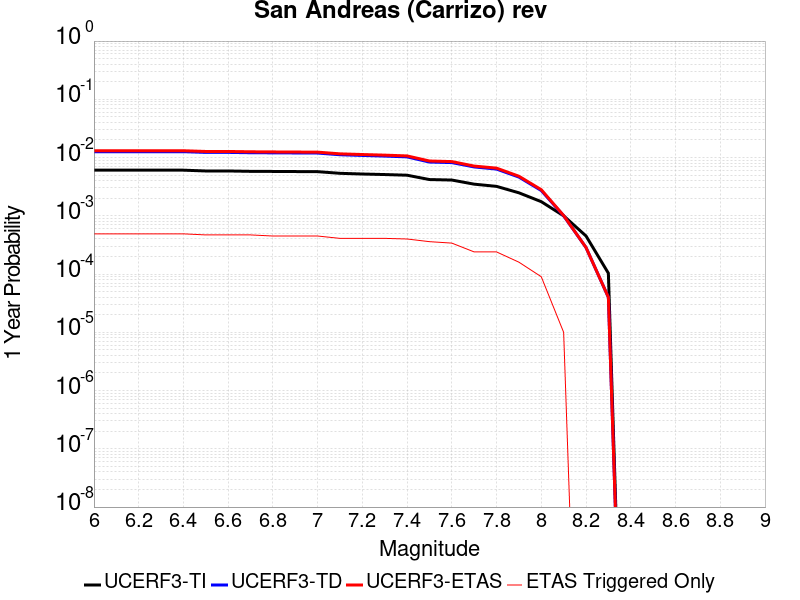 San Andreas (Carrizo) rev
10^0
10^-1
10^-2
10^-3
10^-4
10^-5
10^-6
10^-7
10^-8
1 Year Probability
6 6.2 6.4 6.6 6.8 7 7.2 7.4 7.6 7.8 8 8.2 8.4 8.6 8.8 9
Magnitude
UCERF3-TI UCERF3-TD UCERF3-ETAS ETAS Triggered Only